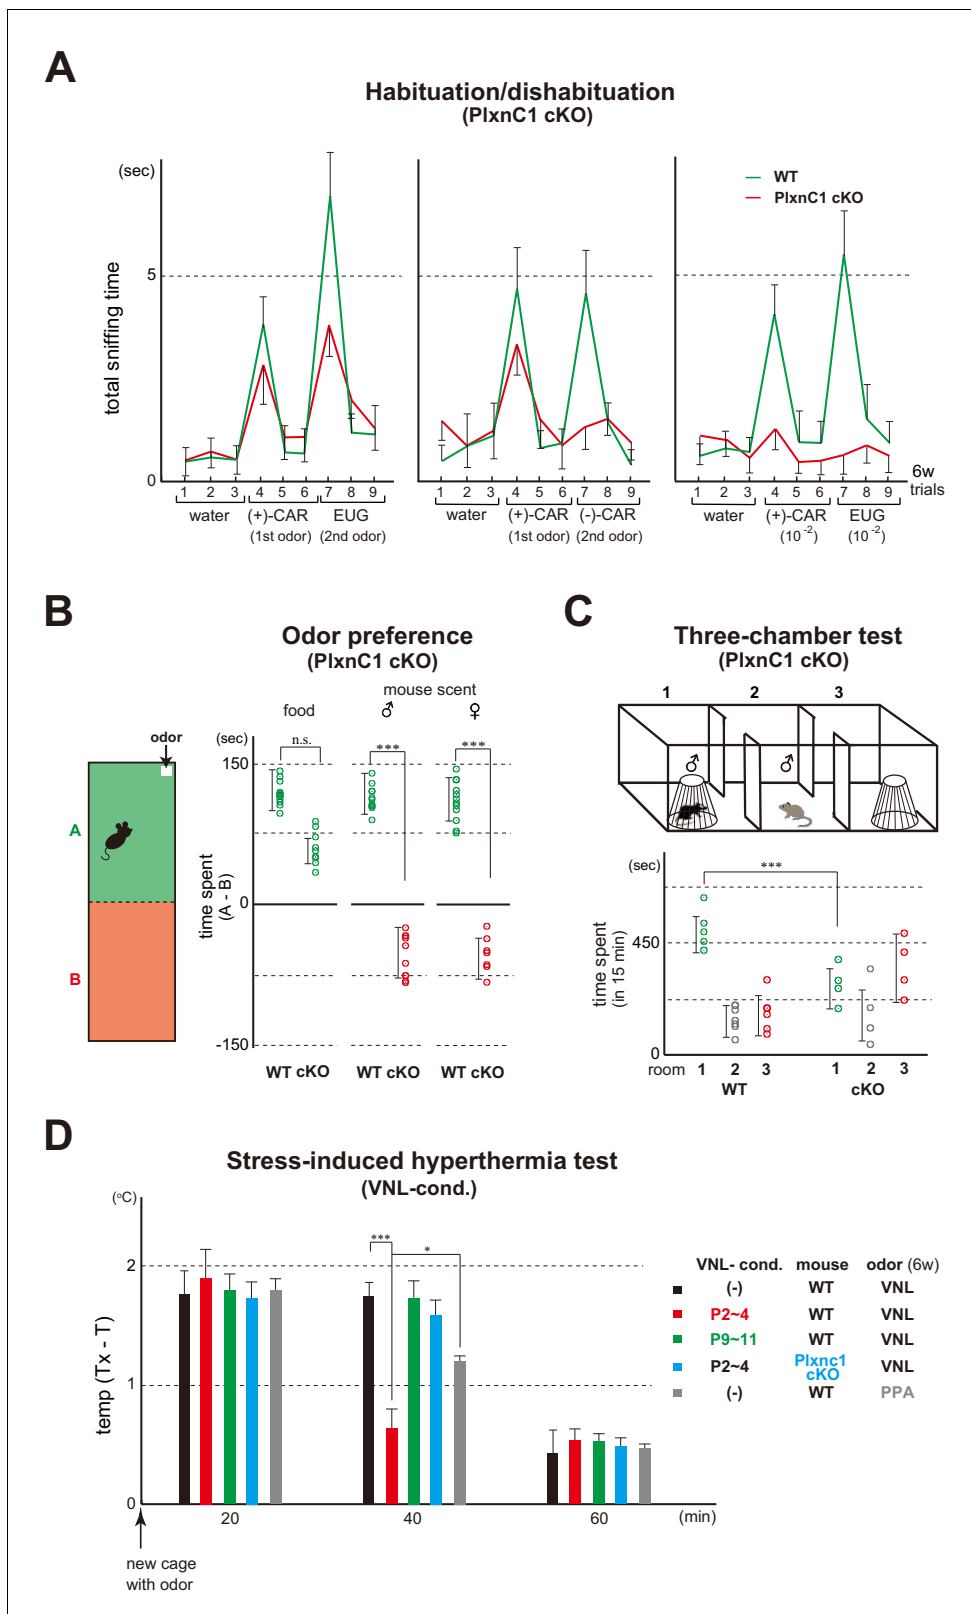 A
Habituation/dishabituation
(PlxnC1 cKO)
(sec)
WT
PlxnC1 cKO
total sniffing time
5
0
1 2 3 4 5 6 7 8 9
1 2 3 4 5 6 7 8 9
1 2 3 4 5 6 7 8 9
6w
trials
water (+)-CAR EUG
(1st odor) (2nd odor)
water (+)-CAR (-)-CAR
(1st odor) (2nd odor)
water (+)-CAR EUG
(10⁻²) (10⁻²)
B
Odor preference
(PlxnC1 cKO)
mouse scent
food ♂ ♀
odor
A
B
(sec)
n.s. *** ***
150
0
-150
time spent
(A - B)
WT cKO WT cKO WT cKO
C
Three-chamber test
(PlxnC1 cKO)
1 2 3
♂ ♂
(sec)
***
450
0
time spent
(in 15 min)
room 1 2 3 1 2 3
WT cKO
D
Stress-induced hyperthermia test
(VNL-cond.)
(°C)
*** *
2
1
0
temp (Tx - T)
20 40 60 (min)
new cage
with odor
VNL- cond. mouse odor (6w)
(-) WT VNL
P2~4 WT VNL
P9~11 WT VNL
P2~4 Plxnc1 cKO VNL
(-) WT PPA